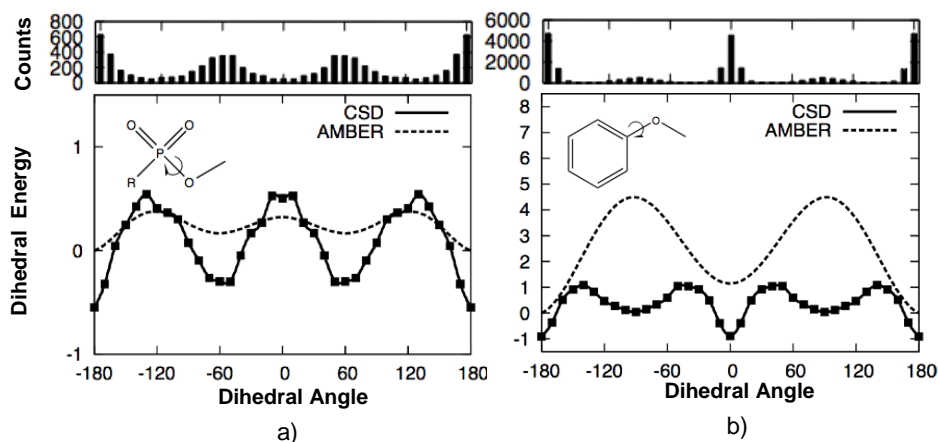 a)
Counts
800
600
400
200
0
Dihedral Energy
1
0
-1
CSD
AMBER
O O
P
R O
-180 -120 -60 0 60 120 180
Dihedral Angle
a)
b)
6000
4000
2000
0
8
7
6
5
4
3
2
1
0
-1
CSD
AMBER
O
-180 -120 -60 0 60 120 180
Dihedral Angle
b)